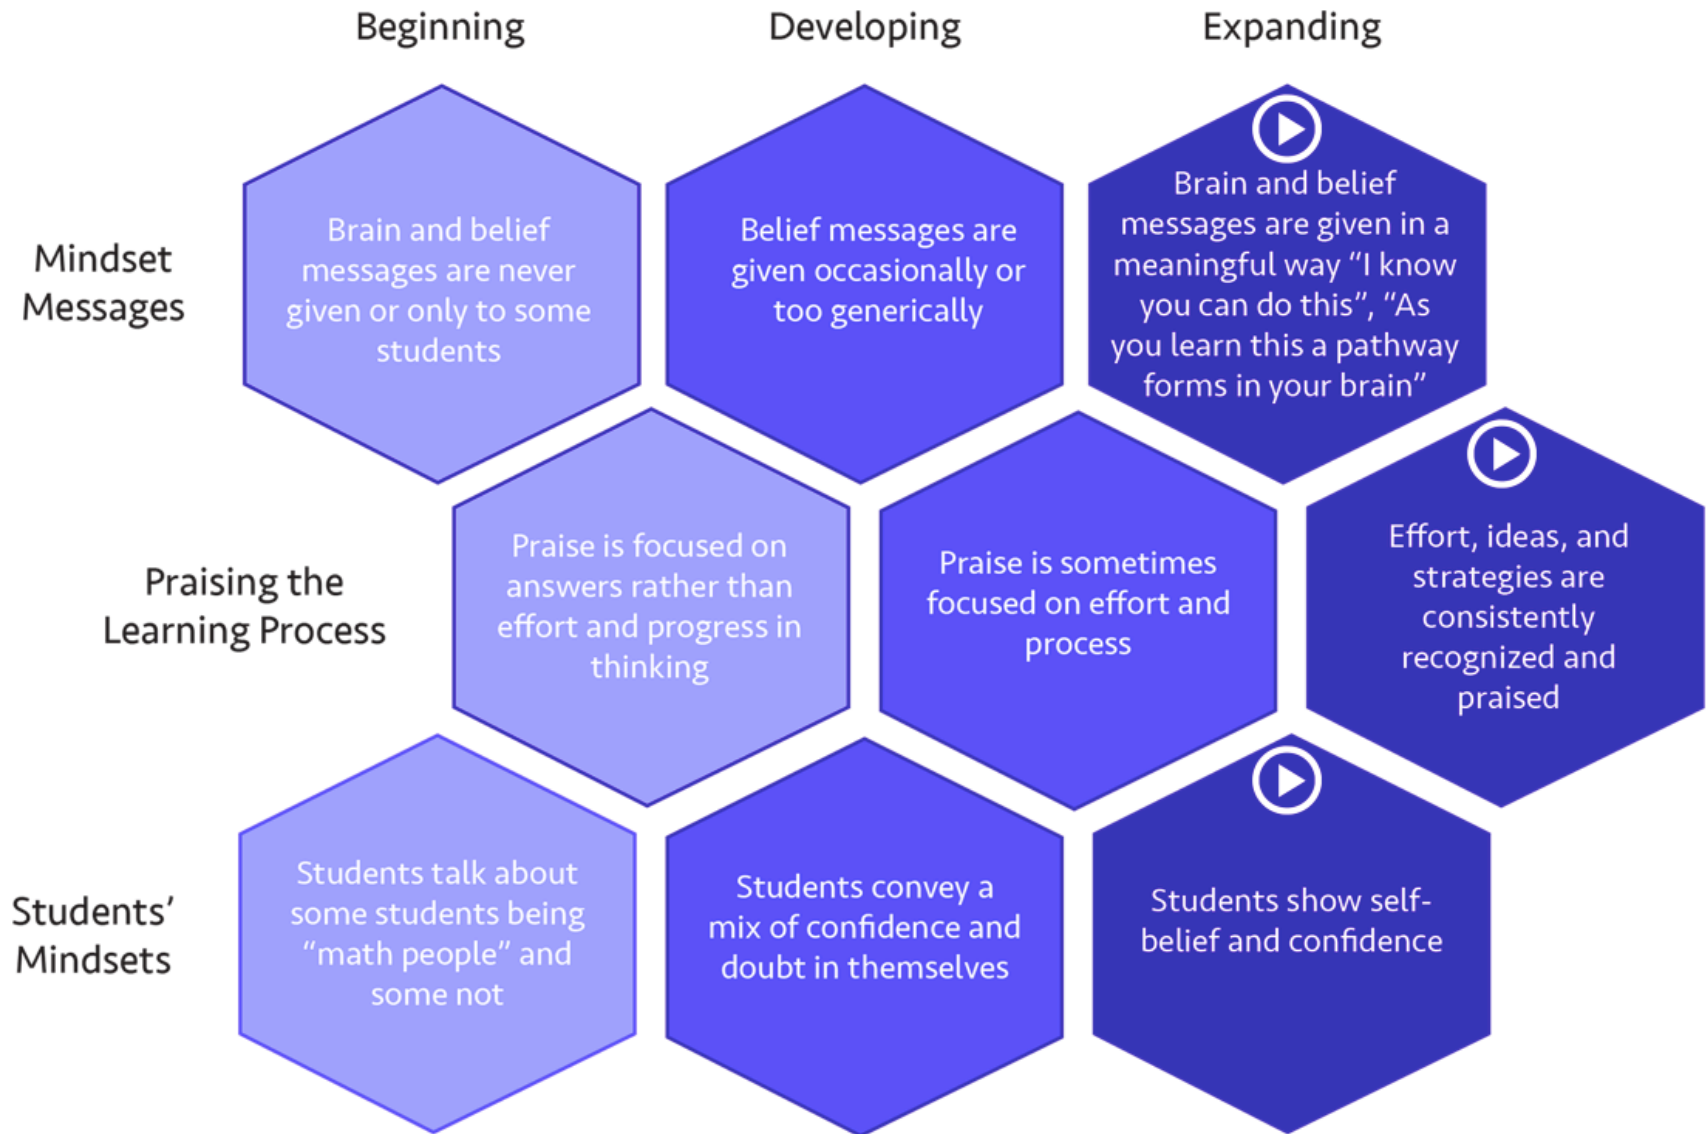 Beginning
Developing
Expanding
Mindset
Messages
Brain and belief
messages are never
given or only to some
students
Belief messages are
given occasionally or
too generically
Brain and belief
messages are given in a
meaningful way “I know
you can do this”, “As
you learn this a pathway
forms in your brain”
Praising the
Learning Process
Praise is focused on
answers rather than
effort and progress in
thinking
Praise is sometimes
focused on effort and
process
Effort, ideas, and
strategies are
consistently
recognized and
praised
Students’
Mindsets
Students talk about
some students being
“math people” and
some not
Students convey a
mix of confidence and
doubt in themselves
Students show self-
belief and confidence